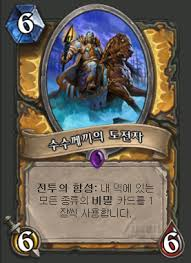 6
수수께끼의 도전자
전투의 함성: 내 덱에 있는
모든 종류의 비밀 카드를 1
장씩 사용합니다.
6 6